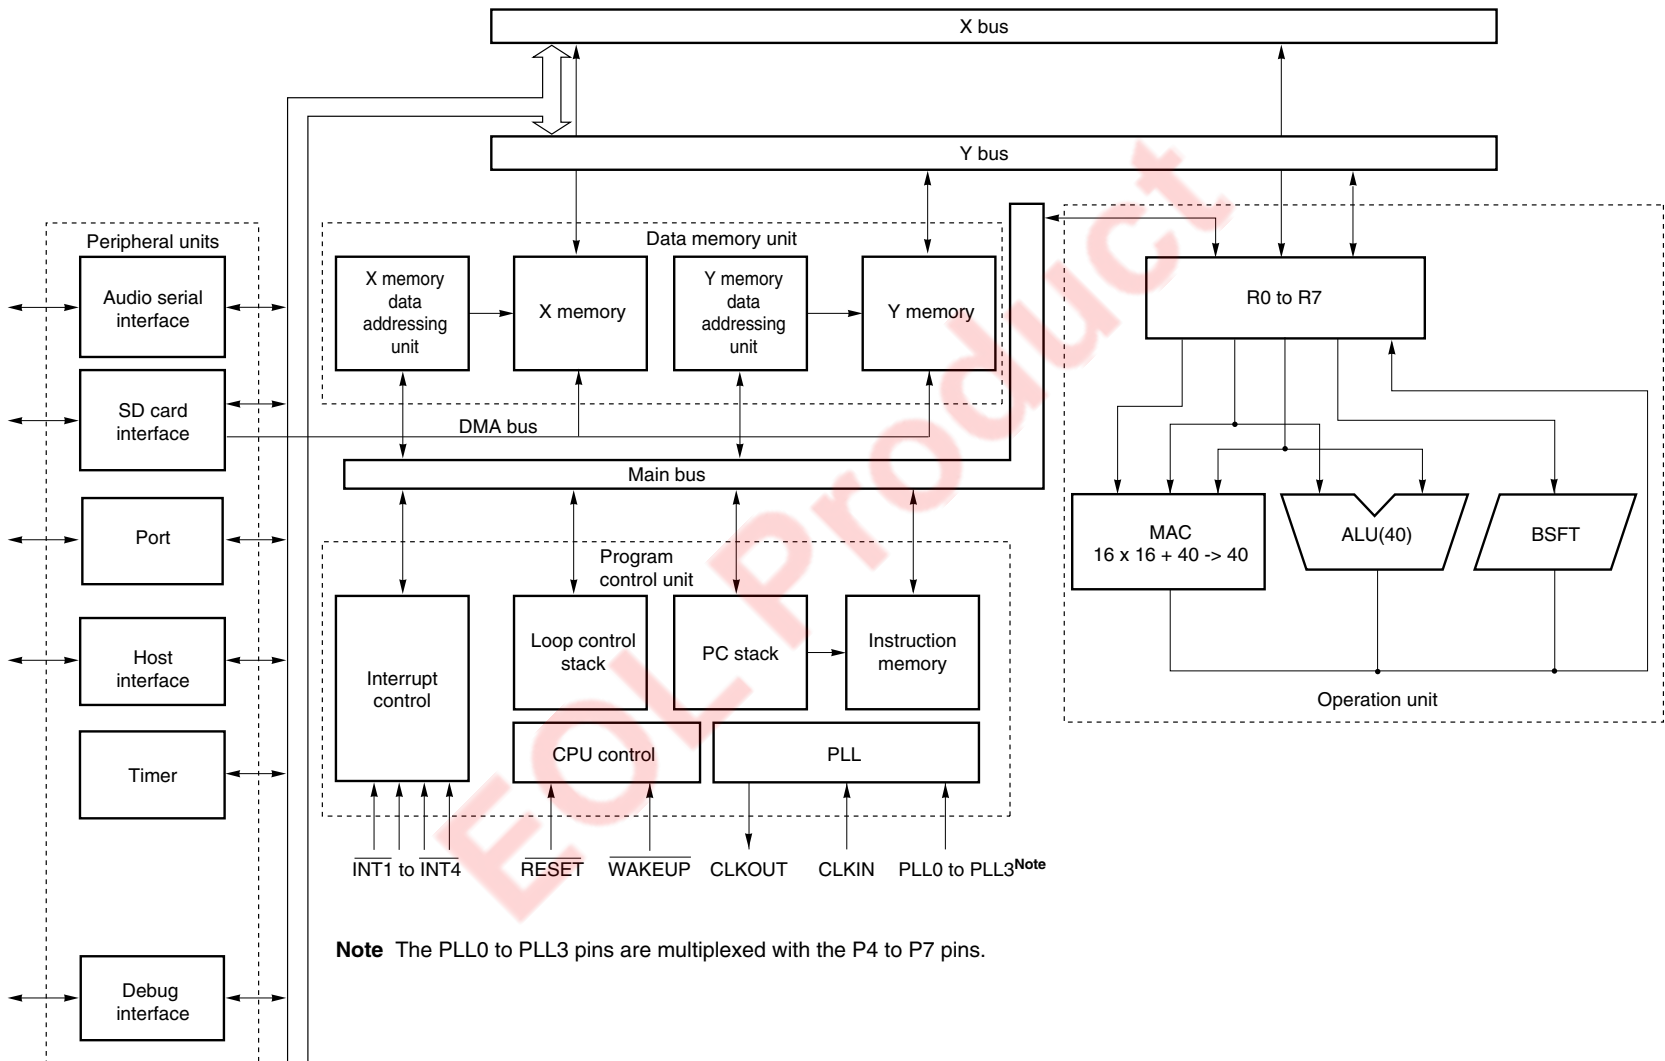 X bus
Y bus
Peripheral units
Audio serial
interface
SD card
interface
Port
Host
interface
Timer
Debug
interface
Data memory unit
X memory
data
addressing
unit
X memory
Y memory
data
addressing
unit
Y memory
DMA bus
Main bus
Program
control unit
Interrupt
control
Loop control
stack
PC stack
Instruction
memory
CPU control
PLL
INT1 to INT4
RESET
WAKEUP
CLKOUT
CLKIN
PLL0 to PLL3Note
R0 to R7
MAC
16 x 16 + 40 -> 40
ALU(40)
BSFT
Operation unit
Note The PLL0 to PLL3 pins are multiplexed with the P4 to P7 pins.
EOL Product